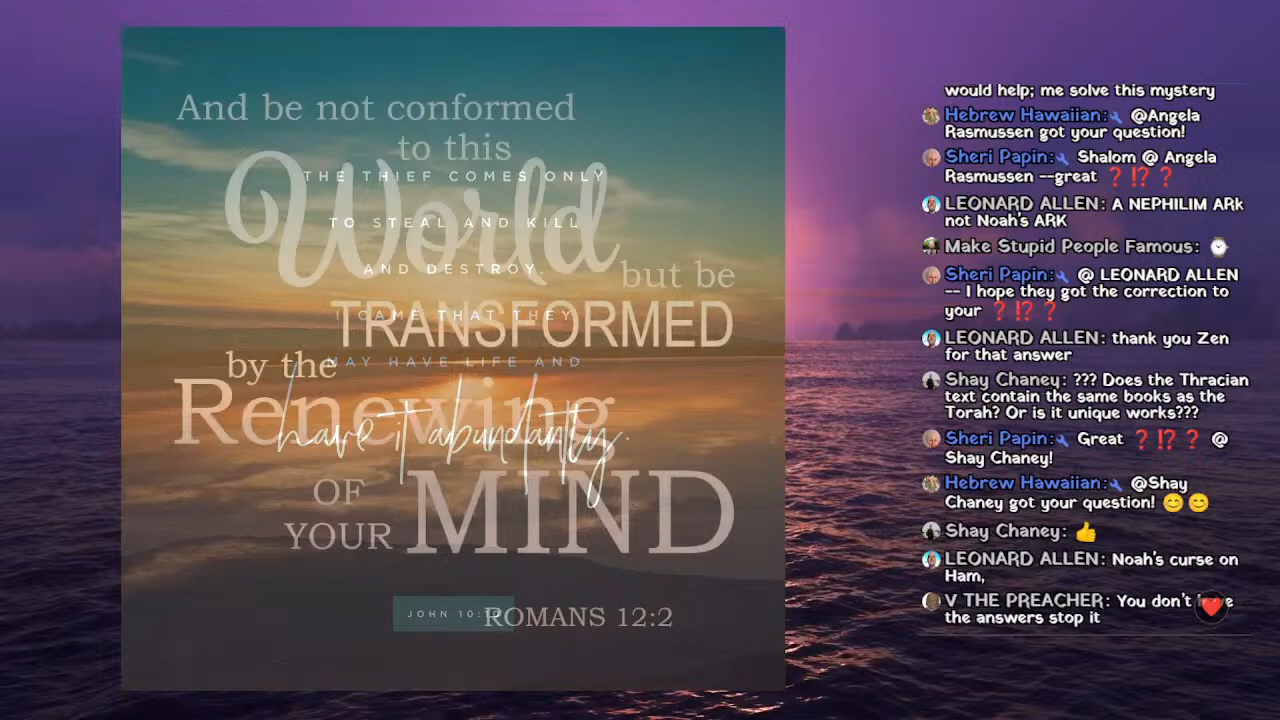 And be not conformed
to this
World
but be
TRANSFORMED
by the
Renewing
OF
YOUR MIND
ROMANS 12:2
THE THIEF COMES ONLY
TO STEAL AND KILL
AND DESTROY.
I CAME THAT THEY
MAY HAVE LIFE AND
have it abundantly.
JOHN 10:10
would help; me solve this mystery
Hebrew Hawaiian: @Angela
Rasmussen got your question!
Sheri Papin: Shalom @ Angela
Rasmussen --great ❓⁉️❓
LEONARD ALLEN: A NEPHILIM ARk
not Noah's ARK
Make Stupid People Famous: ⌚
Sheri Papin: @ LEONARD ALLEN
-- I hope they got the correction to
your ❓⁉️❓
LEONARD ALLEN: thank you Zen
for that answer
Shay Chaney: ??? Does the Thracian
text contain the same books as the
Torah? Or is it unique works???
Sheri Papin: Great ❓⁉️❓ @
Shay Chaney!
Hebrew Hawaiian: @Shay
Chaney got your question! 😊😊
Shay Chaney: 👍
LEONARD ALLEN: Noah's curse on
Ham,
V THE PREACHER: You don't have
the answers stop it